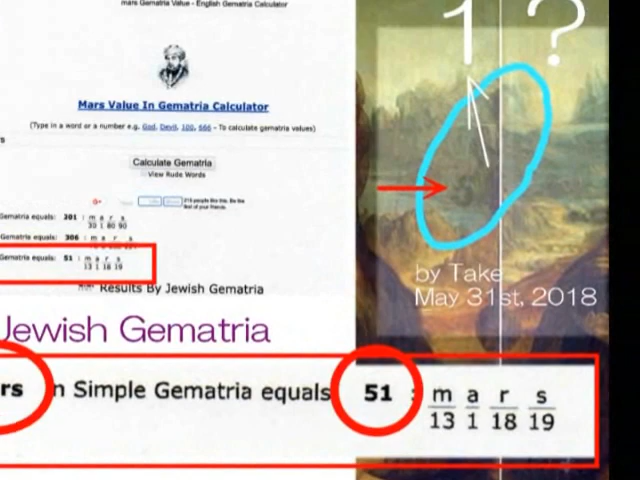 mars Gematria Value - English Gematria Calculator
Mars Value In Gematria Calculator
(Type in a word or a number e.g. God, Devil, 100, 666 - To calculate gematria values)
s
Calculate Gematria
View Rude Words
Gematria equals: 301 : m a r s
30 1 80 90
Gematria equals: 306 : m a r s
Gematria equals: 51 : m a r s
13 1 18 19
Results By Jewish Gematria
Jewish Gematria
rs in Simple Gematria equals 51 : m a r s
13 1 18 19
1 ?
by Take
May 31st, 2018